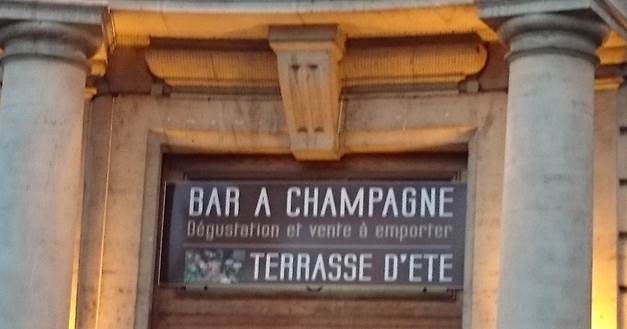 BAR A CHAMPAGNE
Dégustation et vente à emporter
TERRASSE D'ETE